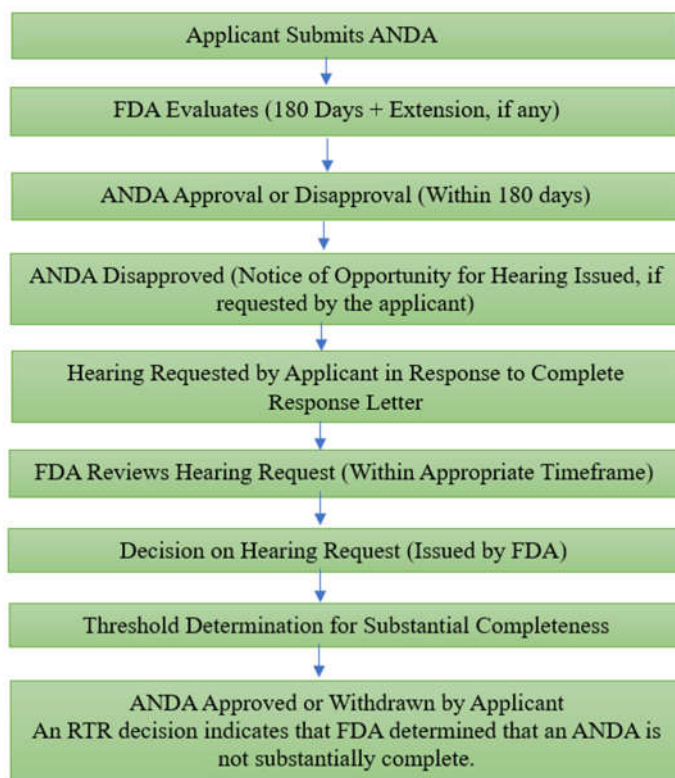 Applicant Submits ANDA
FDA Evaluates (180 Days + Extension, if any)
ANDA Approval or Disapproval (Within 180 days)
ANDA Disapproved (Notice of Opportunity for Hearing Issued, if
requested by the applicant)
Hearing Requested by Applicant in Response to Complete
Response Letter
FDA Reviews Hearing Request (Within Appropriate Timeframe)
Decision on Hearing Request (Issued by FDA)
Threshold Determination for Substantial Completeness
ANDA Approved or Withdrawn by Applicant
An RTR decision indicates that FDA determined that an ANDA is
not substantially complete.